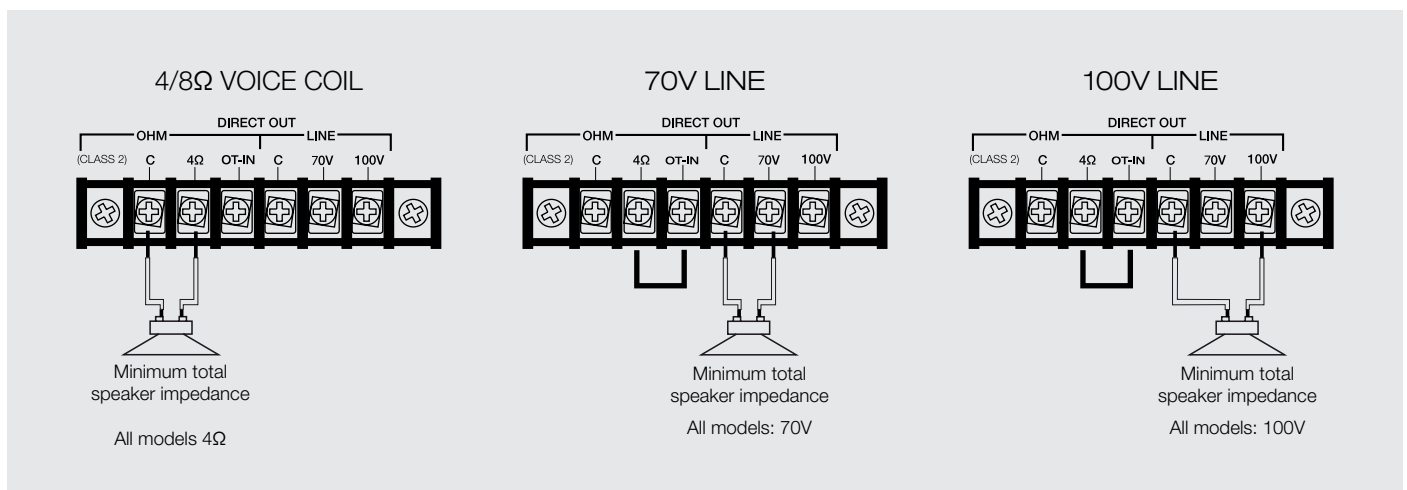 4/8Ω VOICE COIL
DIRECT OUT
OHM LINE
(CLASS 2) C 4Ω OT-IN C 70V 100V
Minimum total
speaker impedance
All models 4Ω
70V LINE
DIRECT OUT
OHM LINE
(CLASS 2) C 4Ω OT-IN C 70V 100V
Minimum total
speaker impedance
All models: 70V
100V LINE
DIRECT OUT
OHM LINE
(CLASS 2) C 4Ω OT-IN C 70V 100V
Minimum total
speaker impedance
All models: 100V